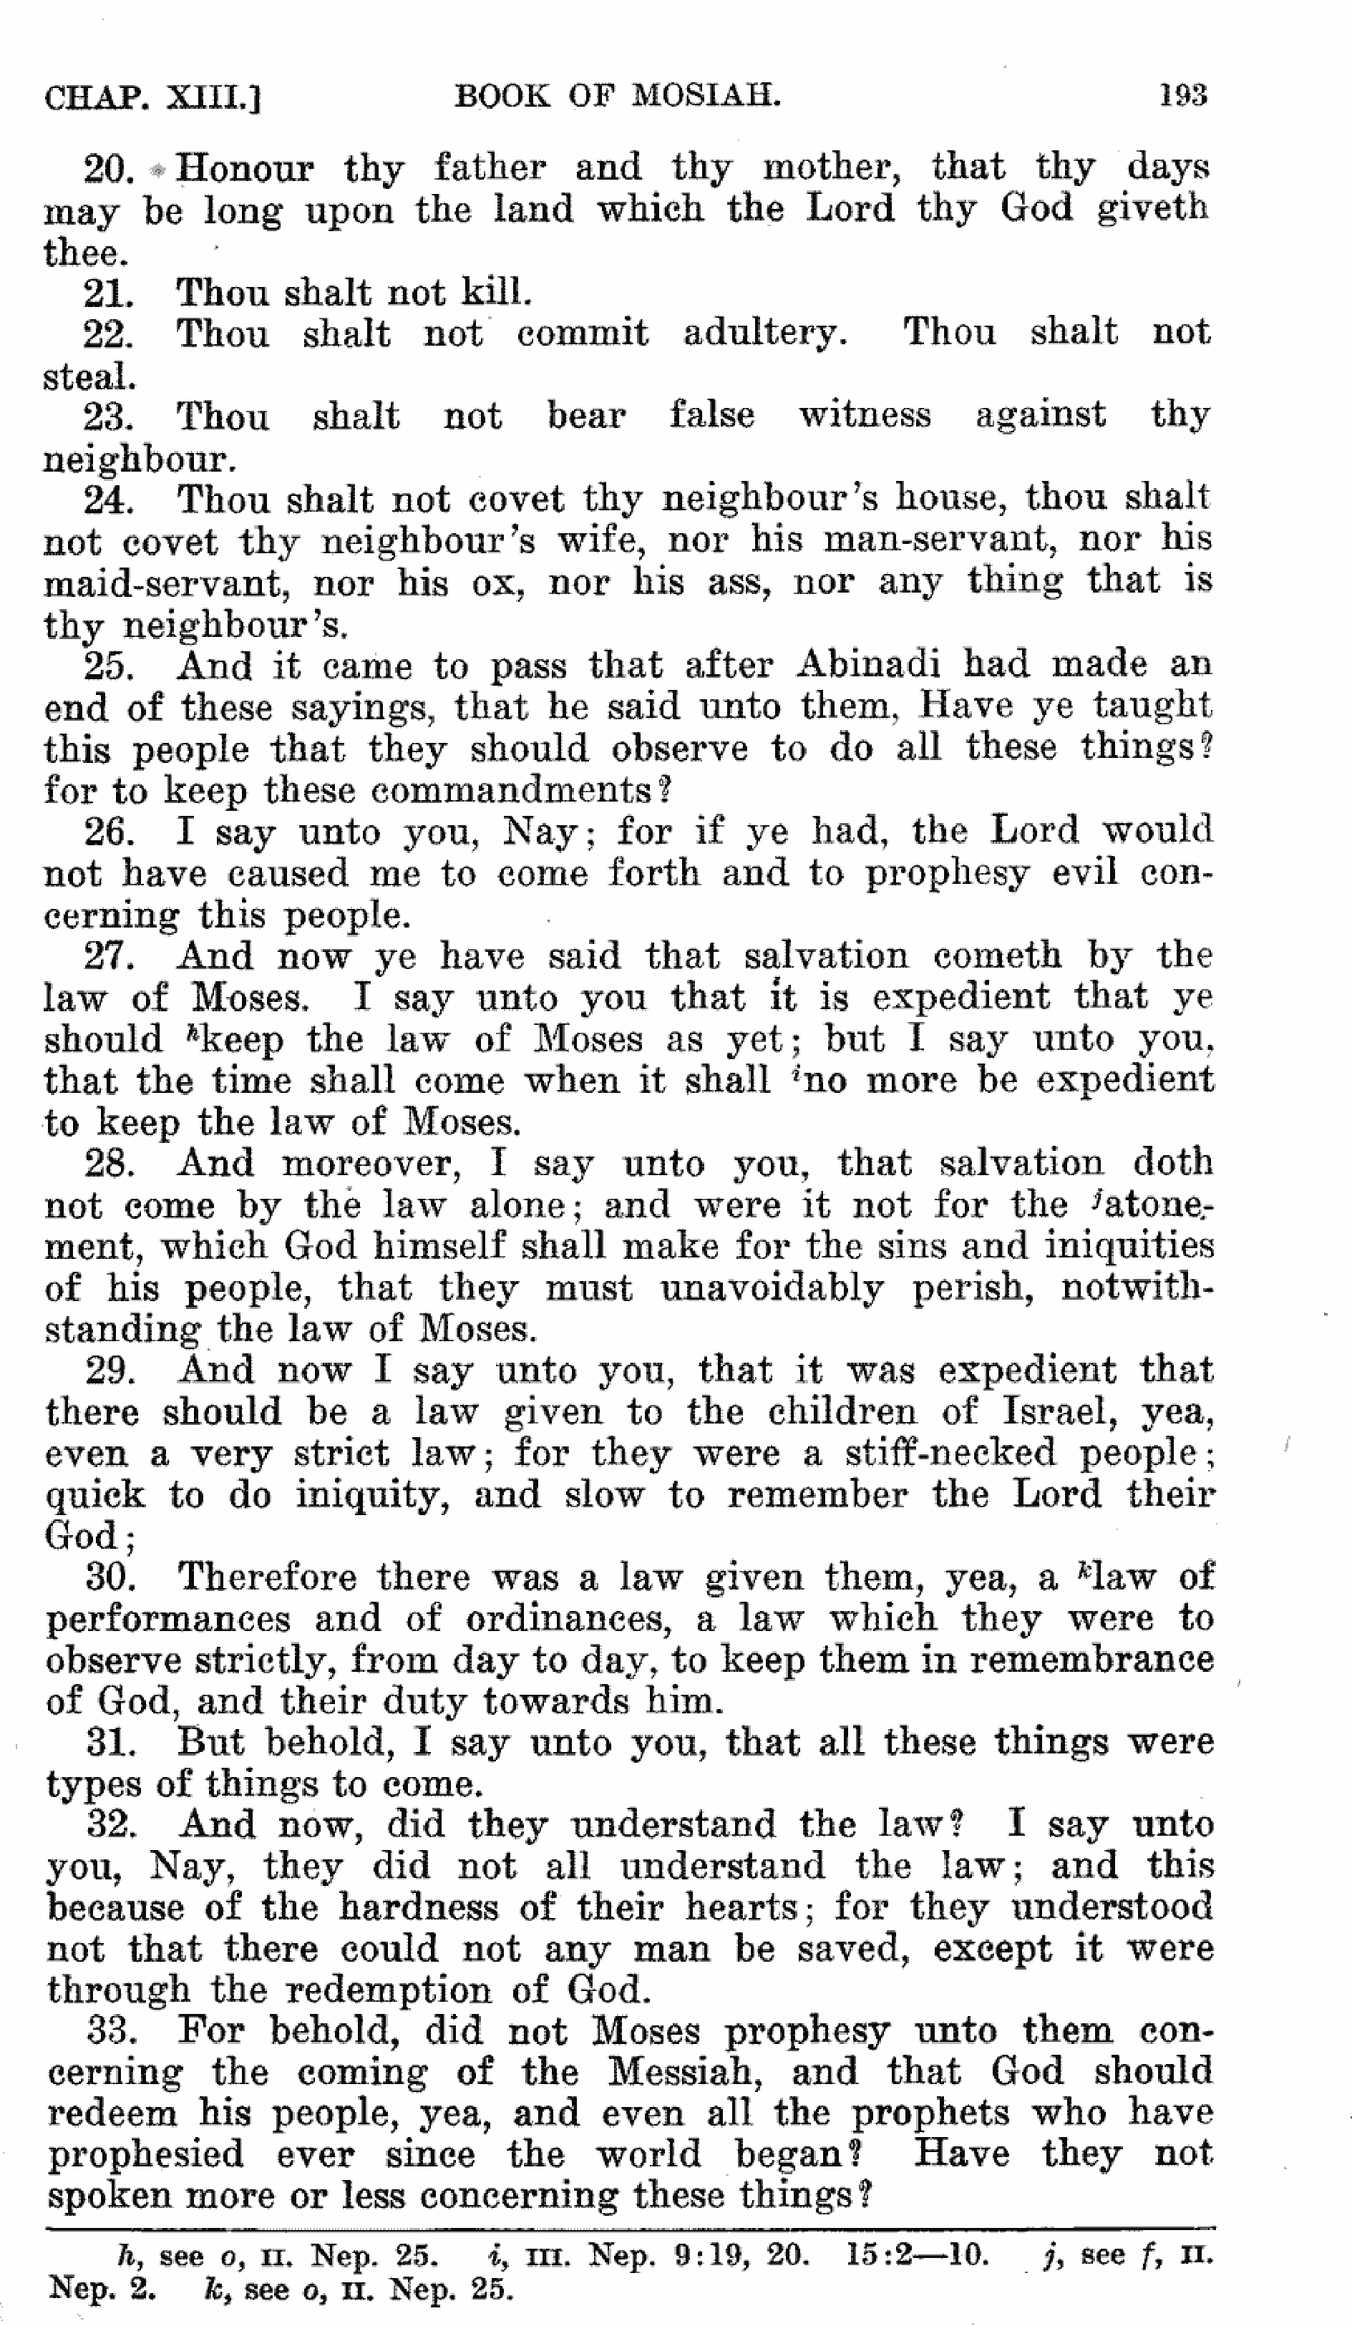 CHAP. XIII.] BOOK OF MOSIAH. 193
20. Honour thy father and thy mother, that thy days
may be long upon the land which the Lord thy God giveth
thee.
21. Thou shalt not kill.
22. Thou shalt not commit adultery. Thou shalt not
steal.
23. Thou shalt not bear false witness against thy
neighbour.
24. Thou shalt not covet thy neighbour's house, thou shalt
not covet thy neighbour's wife, nor his man-servant, nor his
maid-servant, nor his ox, nor his ass, nor any thing that is
thy neighbour's.
25. And it came to pass that after Abinadi had made an
end of these sayings, that he said unto them, Have ye taught
this people that they should observe to do all these things?
for to keep these commandments?
26. I say unto you, Nay; for if ye had, the Lord would
not have caused me to come forth and to prophesy evil con-
cerning this people.
27. And now ye have said that salvation cometh by the
law of Moses. I say unto you that it is expedient that ye
should hkeep the law of Moses as yet; but I say unto you,
that the time shall come when it shall ino more be expedient
to keep the law of Moses.
28. And moreover, I say unto you, that salvation doth
not come by the law alone; and were it not for the jatone-
ment, which God himself shall make for the sins and iniquities
of his people, that they must unavoidably perish, notwith-
standing the law of Moses.
29. And now I say unto you, that it was expedient that
there should be a law given to the children of Israel, yea,
even a very strict law; for they were a stiff-necked people;
quick to do iniquity, and slow to remember the Lord their
God;
30. Therefore there was a law given them, yea, a klaw of
performances and of ordinances, a law which they were to
observe strictly, from day to day, to keep them in remembrance
of God, and their duty towards him.
31. But behold, I say unto you, that all these things were
types of things to come.
32. And now, did they understand the law? I say unto
you, Nay, they did not all understand the law; and this
because of the hardness of their hearts; for they understood
not that there could not any man be saved, except it were
through the redemption of God.
33. For behold, did not Moses prophesy unto them con-
cerning the coming of the Messiah, and that God should
redeem his people, yea, and even all the prophets who have
prophesied ever since the world began? Have they not
spoken more or less concerning these things?
h, see o, II. Nep. 25. i, III. Nep. 9:19, 20. 15:2—10. j, see f, II.
Nep. 2. k, see o, II. Nep. 25.